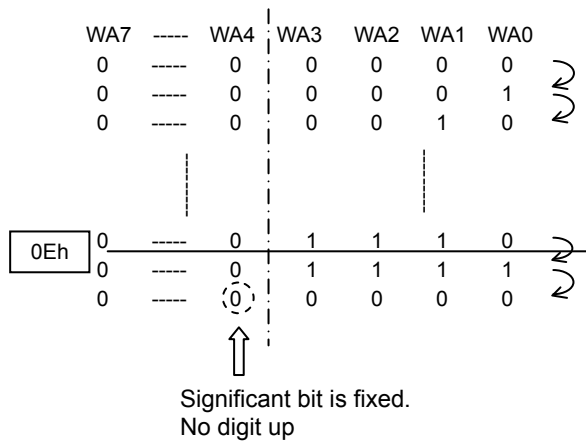 WA7 ----- WA4 WA3 WA2 WA1 WA0
0 ----- 0 0 0 0 0
0 ----- 0 0 0 0 1
0 ----- 0 0 0 1 0
0Eh 0 ----- 0 1 1 1 0
0 ----- 0 1 1 1 1
0 ----- 0 0 0 0 0
Significant bit is fixed.
No digit up